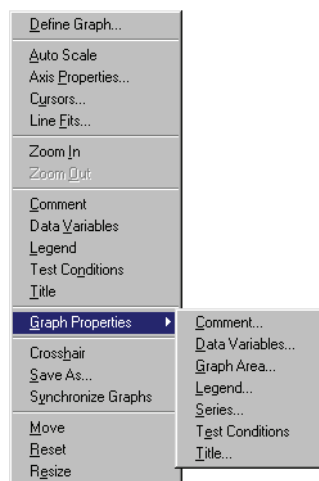 Define Graph...
Auto Scale
Axis Properties...
Cursors...
Line Fits...
Zoom In
Zoom Out
Comment
Data Variables
Legend
Test Conditions
Title
Graph Properties
Crosshair
Save As...
Synchronize Graphs
Move
Reset
Resize
Comment...
Data Variables...
Graph Area...
Legend...
Series...
Test Conditions
Title...